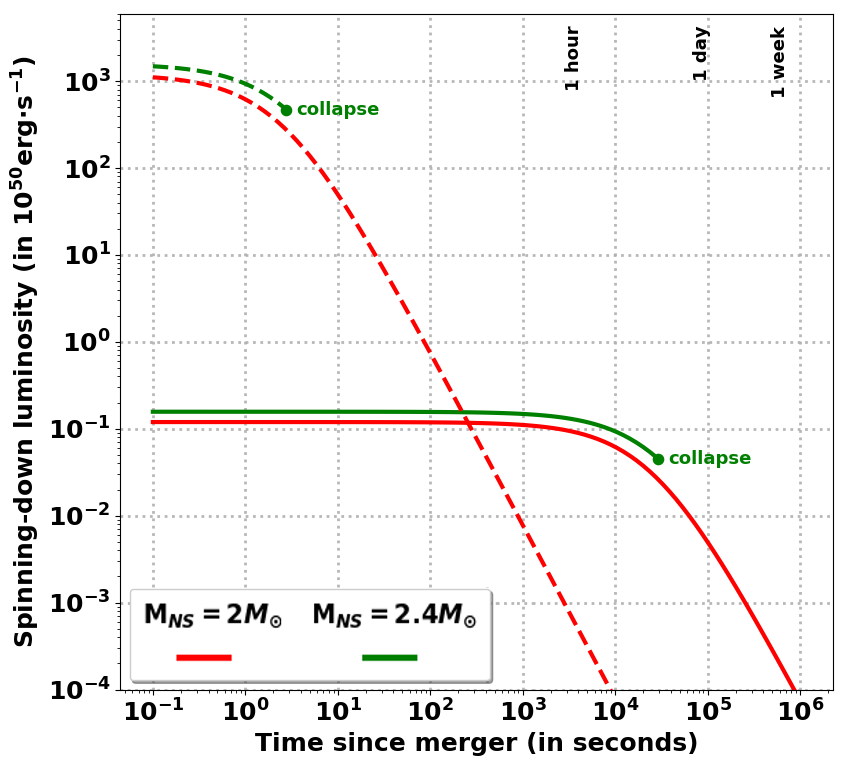 Spinning-down luminosity (in 10⁵⁰erg·s⁻¹)
10³
10²
10¹
10⁰
10⁻¹
10⁻²
10⁻³
10⁻⁴
1 hour
1 day
1 week
collapse
collapse
M_NS = 2M_⊙ M_NS = 2.4M_⊙
10⁻¹ 10⁰ 10¹ 10² 10³ 10⁴ 10⁵ 10⁶
Time since merger (in seconds)